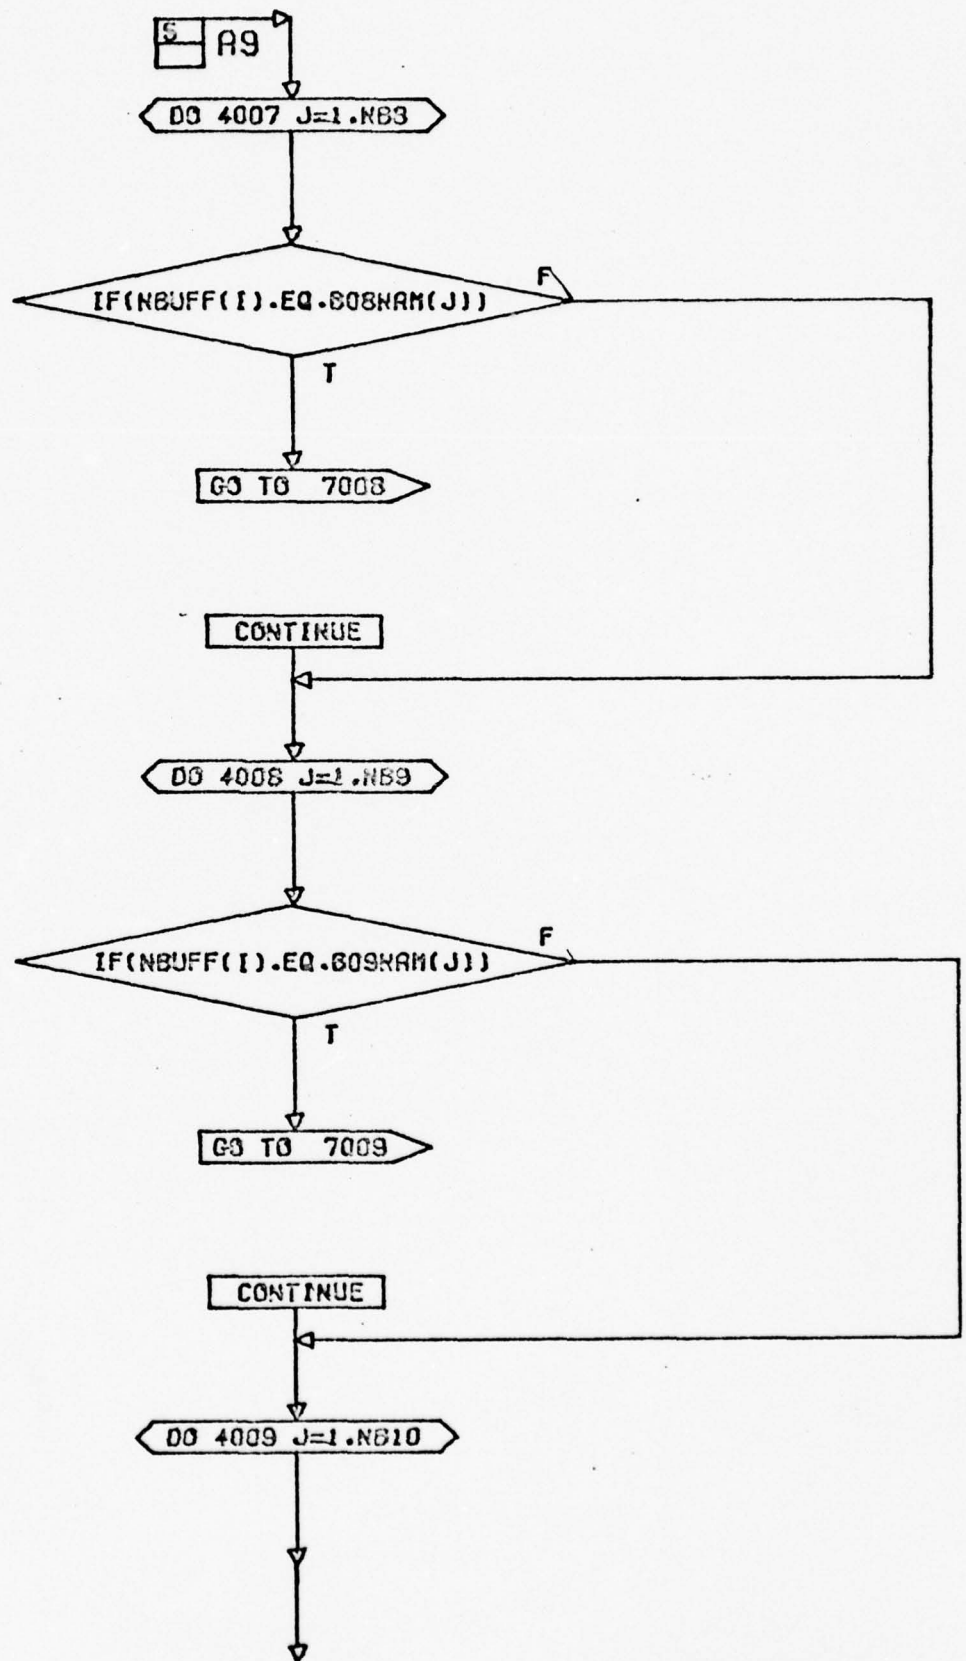 5
A9
DO 4007 J=1.NB8
IF(NBUFF(I).EQ.B08NAM(J))
F
T
GO TO 7008
CONTINUE
DO 4008 J=1.NB9
IF(NBUFF(I).EQ.B09NAM(J))
F
T
GO TO 7009
CONTINUE
DO 4009 J=1.NB10